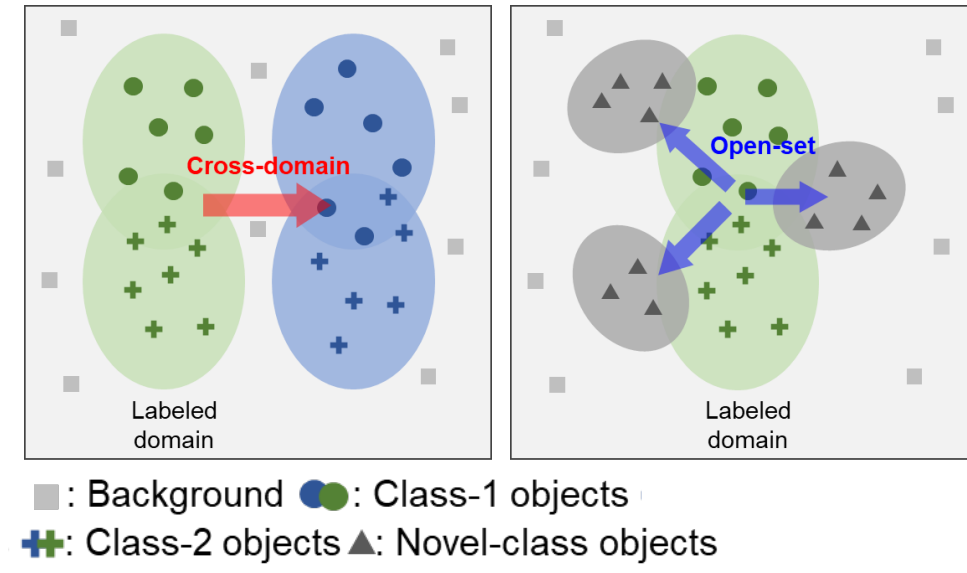 Cross-domain
Labeled
domain
Open-set
Labeled
domain
: Background : Class-1 objects
: Class-2 objects : Novel-class objects